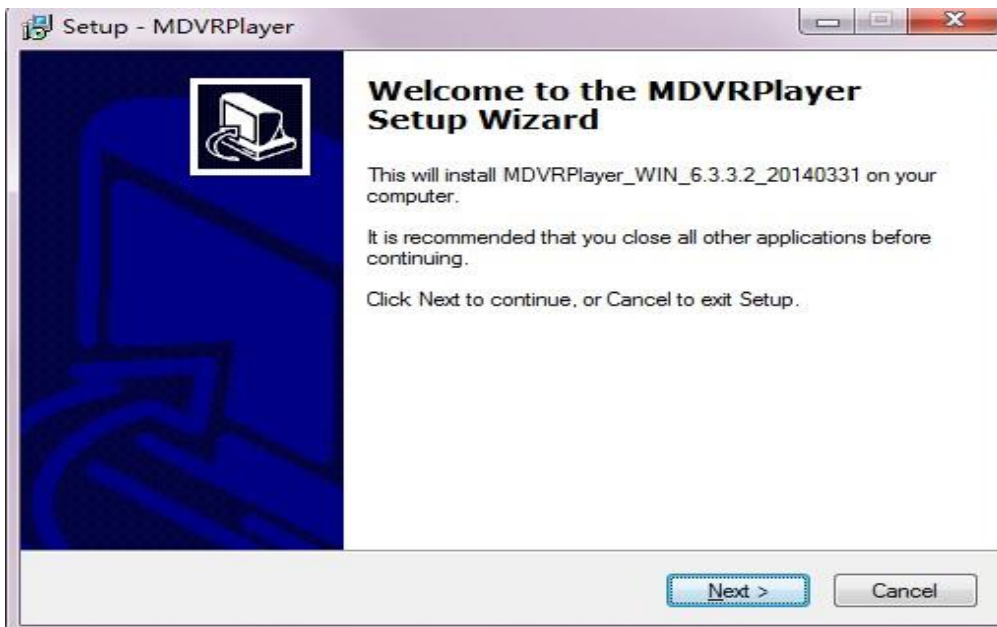 Setup - MDVRPlayer
Welcome to the MDVRPlayer
Setup Wizard
This will install MDVRPlayer_WIN_6.3.3.2_20140331 on your
computer.
It is recommended that you close all other applications before
continuing.
Click Next to continue, or Cancel to exit Setup.
Next >
Cancel